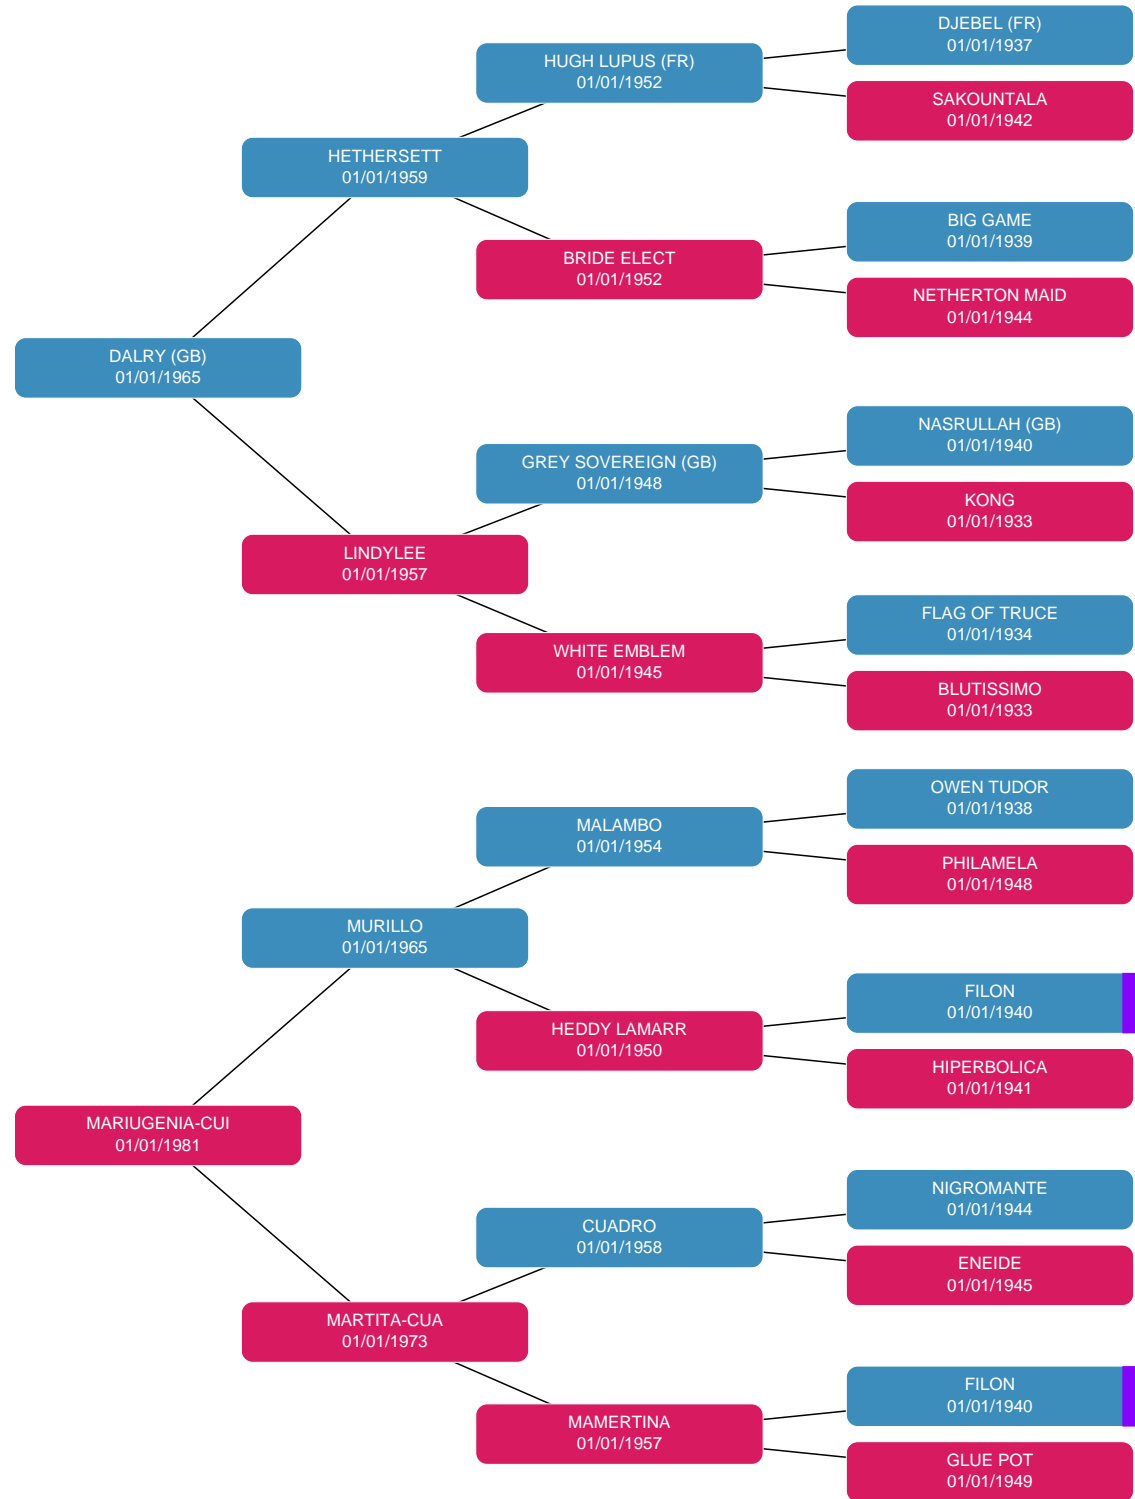 DJEBEL (FR)
01/01/1937
HUGH LUPUS (FR)
01/01/1952
SAKOUNTALA
01/01/1942
HETHERSETT
01/01/1959
BIG GAME
01/01/1939
BRIDE ELECT
01/01/1952
NETHERTON MAID
01/01/1944
DALRY (GB)
01/01/1965
NASRULLAH (GB)
01/01/1940
GREY SOVEREIGN (GB)
01/01/1948
KONG
01/01/1933
LINDYLEE
01/01/1957
FLAG OF TRUCE
01/01/1934
WHITE EMBLEM
01/01/1945
BLUTISSIMO
01/01/1933
OWEN TUDOR
01/01/1938
MALAMBO
01/01/1954
PHILAMELA
01/01/1948
MURILLO
01/01/1965
FILON
01/01/1940
HEDDY LAMARR
01/01/1950
HIPERBOLICA
01/01/1941
MARIUGENIA-CUI
01/01/1981
NIGROMANTE
01/01/1944
CUADRO
01/01/1958
ENEIDE
01/01/1945
MARTITA-CUA
01/01/1973
FILON
01/01/1940
MAMERTINA
01/01/1957
GLUE POT
01/01/1949